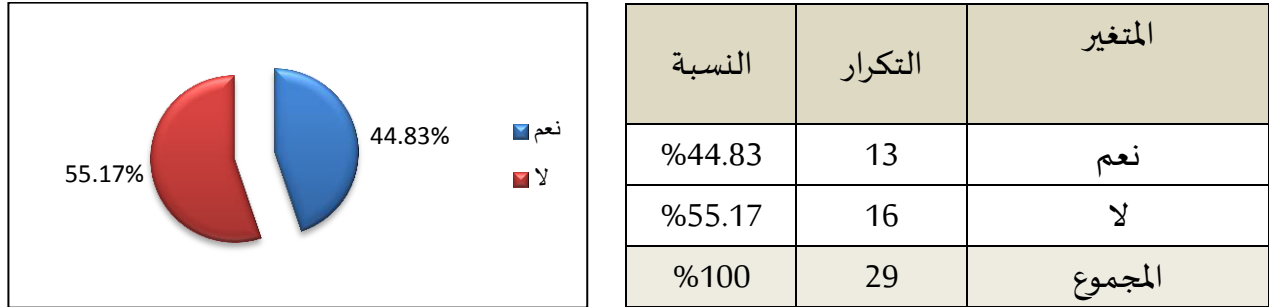 المتغير التكرار النسبة
نعم 13 %44.83
لا 16 %55.17
المجموع 29 %100
44.83%
55.17%
نعم
لا